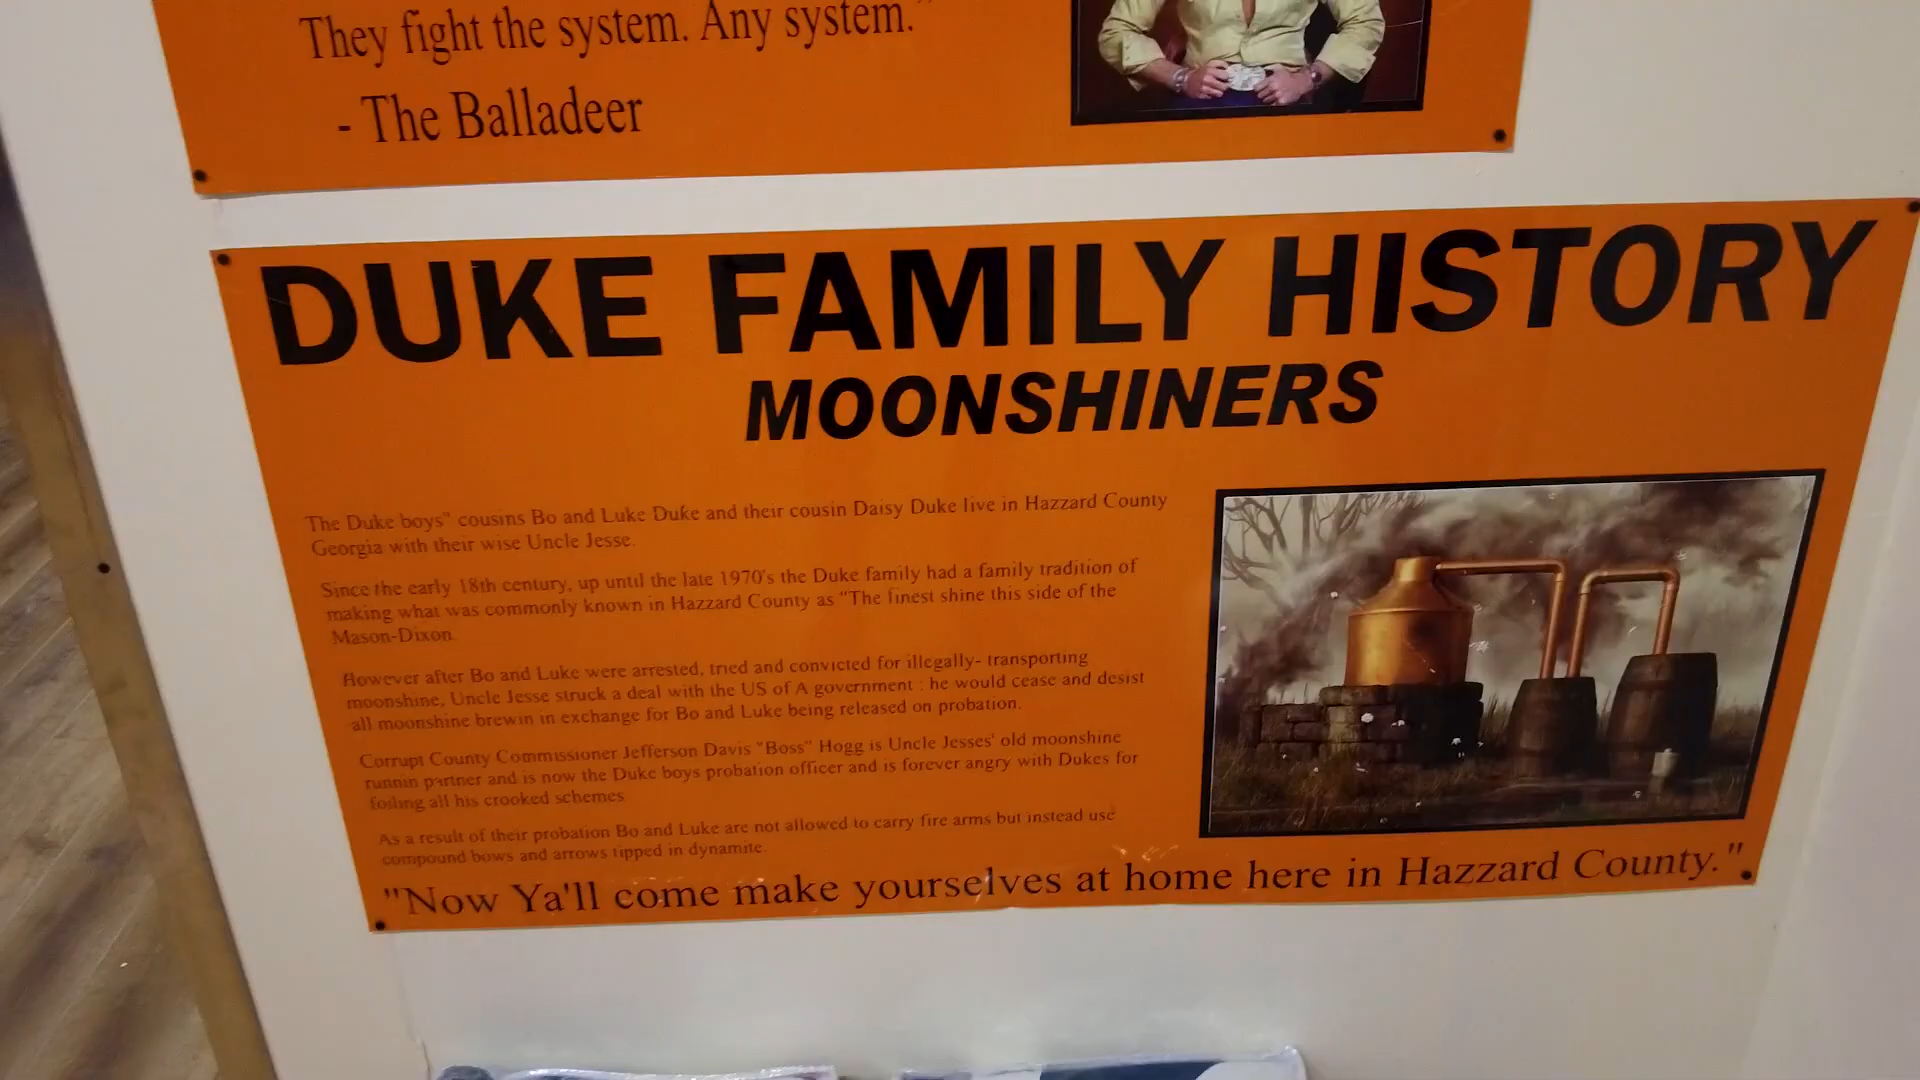 They fight the system. Any system."
- The Balladeer
DUKE FAMILY HISTORY
MOONSHINERS
The Duke boys" cousins Bo and Luke Duke and their cousin Daisy Duke live in Hazzard County
Georgia with their wise Uncle Jesse.
Since the early 18th century, up until the late 1970's the Duke family had a family tradition of
making what was commonly known in Hazzard County as "The finest shine this side of the
Mason-Dixon.
However after Bo and Luke were arrested, tried and convicted for illegally- transporting
moonshine, Uncle Jesse struck a deal with the US of A government : he would cease and desist
all moonshine brewin in exchange for Bo and Luke being released on probation.
Corrupt County Commissioner Jefferson Davis "Boss" Hogg is Uncle Jesses' old moonshine
runnin partner and is now the Duke boys probation officer and is forever angry with Dukes for
foiling all his crooked schemes
As a result of their probation Bo and Luke are not allowed to carry fire arms but instead use
compound bows and arrows tipped in dynamite.
"Now Ya'll come make yourselves at home here in Hazzard County."